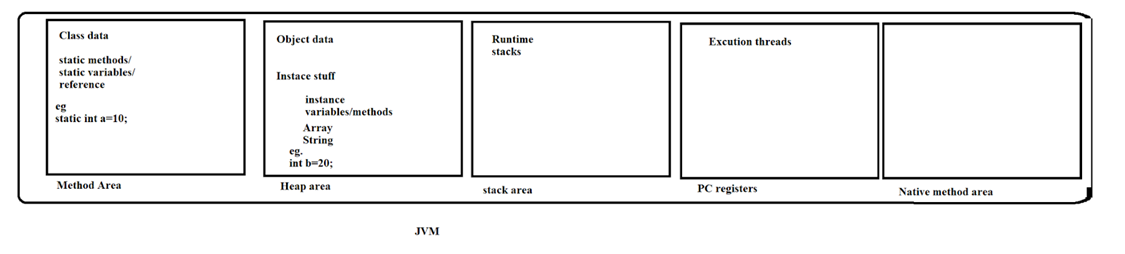 Class data
static methods/
static variables/
reference
eg
static int a=10;
Method Area
Object data
Instace stuff
instance
variables/methods
Array
String
eg.
int b=20;
Heap area
Runtime
stacks
stack area
Excution threads
PC registers
Native method area
JVM